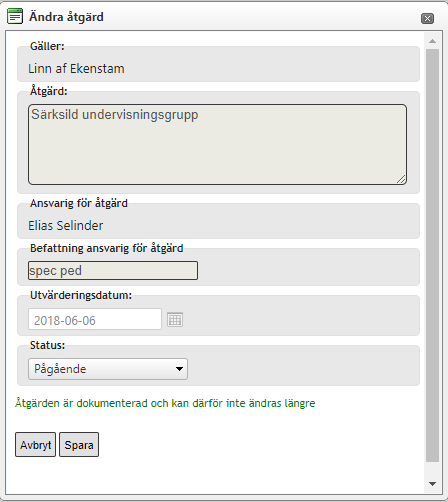 Ändra åtgärd
Gäller:
Linn af Ekenstam
Åtgärd:
Särksild undervisningsgrupp
Ansvarig för åtgärd
Elias Selinder
Befattning ansvarig för åtgärd
spec ped
Utvärderingsdatum:
2018-06-06
Status:
Pågående
Åtgärden är dokumenterad och kan därför inte ändras längre
Avbryt Spara